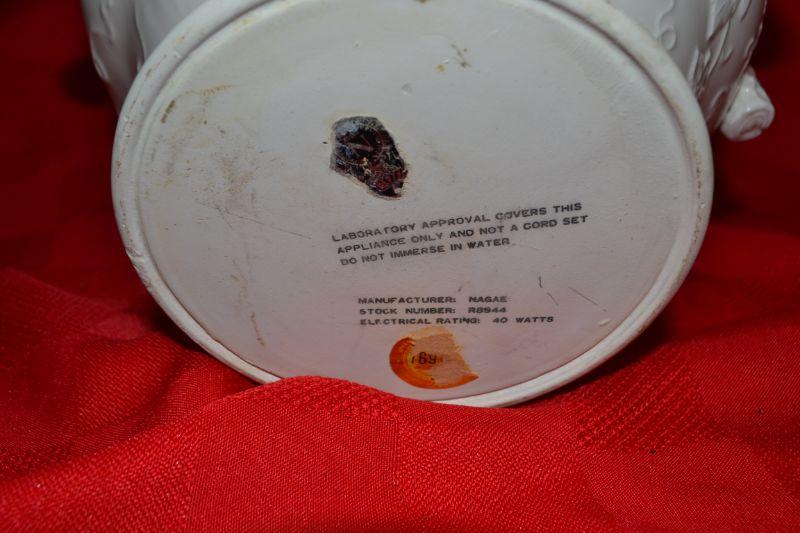 LABORATORY APPROVAL COVERS THIS
APPLIANCE ONLY AND NOT A CORD SET
DO NOT IMMERSE IN WATER
MANUFACTURER: NAGAE
STOCK NUMBER: R8944
ELECTRICAL RATING: 40 WATTS